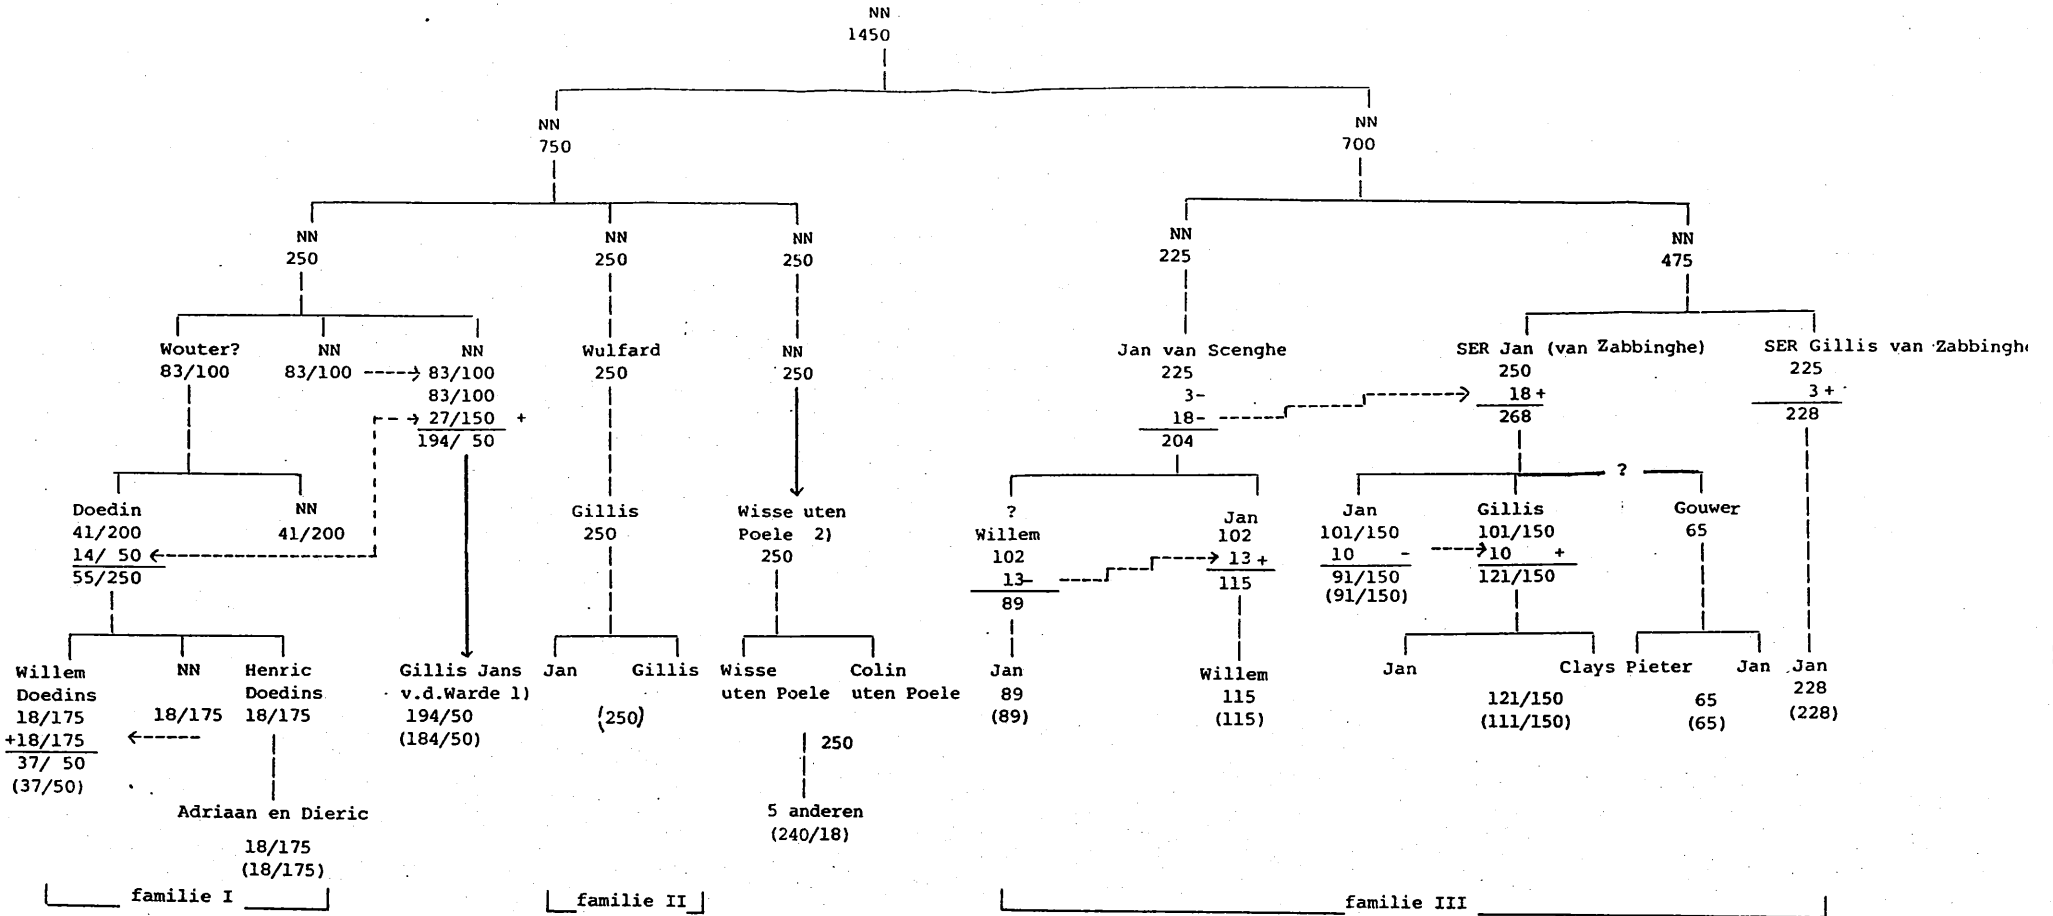 NN
1450
NN NN
750 700
NN NN NN NN NN
250 250 250 225 475
Wouter? NN NN Wulfard NN Jan van Scenghe SER Jan (van Zabbinghe) SER Gillis van Zabbingh
83/100 83/100 83/100 250 250 225 250 225
83/100 3- 18+ 3+
27/150 + 18- 268 228
194/ 50 204
?
Doedin NN Gillis Wisse uten ? Jan Jan Gillis Gouwer
41/200 41/200 250 Poele 2) Willem 102 101/150 101/150 65
14/ 50 250 102 13+ 10 - 10 +
55/250 13- 115 91/150 121/150
89 (91/150)
Willem NN Henric Gillis Jans Jan Gillis Wisse Colin Jan Willem Jan Clays Pieter Jan Jan
Doedins Doedins v.d.Warde 1) uten Poele uten Poele 89 115 228
18/175 18/175 18/175 194/50 (250) (89) (115) 121/150 65 (228)
+18/175 (184/50) 250 (111/150) (65)
37/ 50
(37/50)
Adriaan en Dieric 5 anderen
18/175 (240/18)
(18/175)
familie I familie II familie III